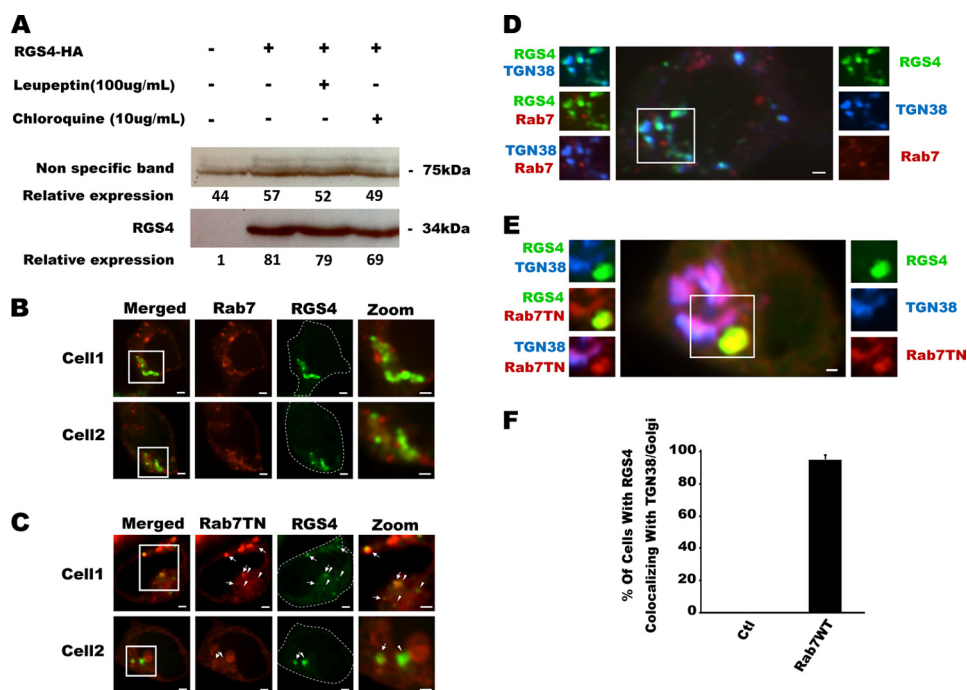 A
RGS4-HA - + + +
Leupeptin(100ug/mL) - - + -
Chloroquine (10ug/mL) - - - +
Non specific band - 75kDa
Relative expression 44 57 52 49
RGS4 - 34kDa
Relative expression 1 81 79 69
B
Merged Rab7 RGS4 Zoom
Cell1
Cell2
C
Merged Rab7TN RGS4 Zoom
Cell1
Cell2
D
RGS4
TGN38
RGS4
Rab7
TGN38
Rab7
RGS4
TGN38
Rab7
E
RGS4
TGN38
RGS4
Rab7TN
TGN38
Rab7TN
RGS4
TGN38
Rab7TN
F
% Of Cells With RGS4
Colocalizing With TGN38/Golgi
100
80
60
40
20
0
Ctl
Rab7WT